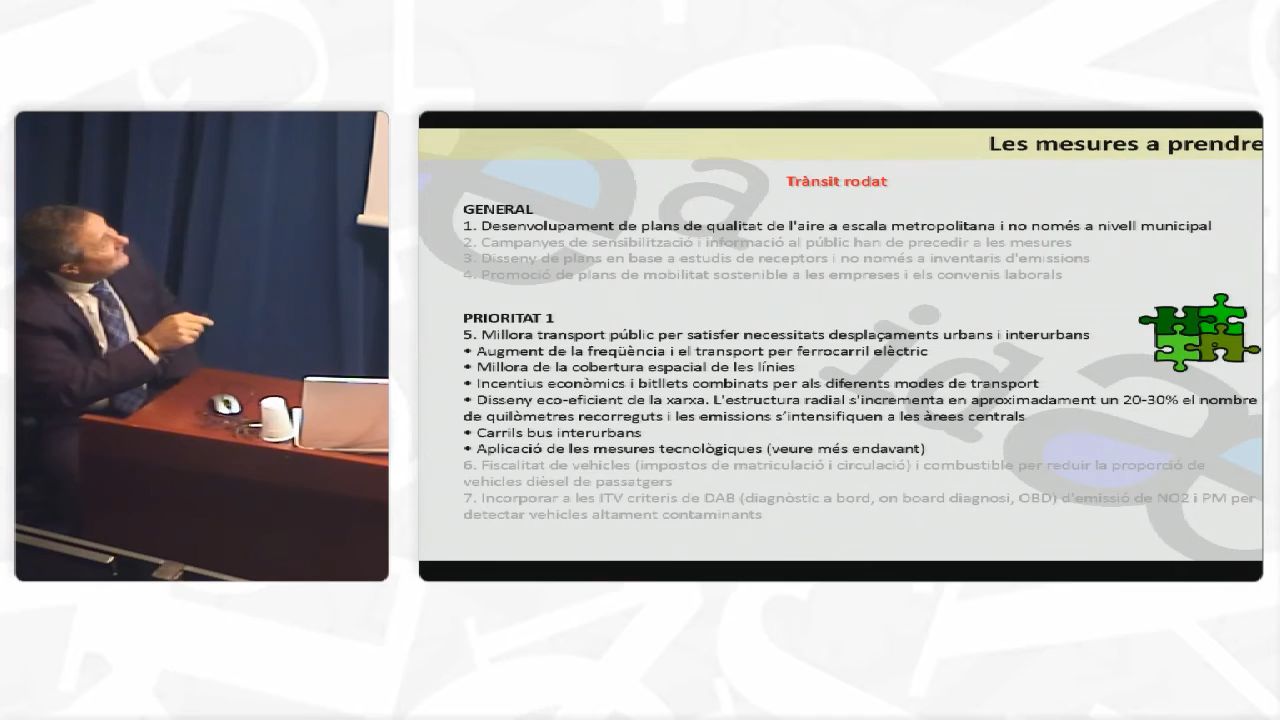 Les mesures a prendre
Trànsit rodat
GENERAL
1. Desenvolupament de plans de qualitat de l'aire a escala metropolitana i no només a nivell municipal
2. Campanyes de sensibilització i informació al públic han de precedir a les mesures
3. Disseny de plans en base a estudis de receptors i no només a inventaris d'emissions
4. Promoció de plans de mobilitat sostenible a les empreses i els convenis laborals
PRIORITAT 1
5. Millora transport públic per satisfer necessitats desplaçaments urbans i interurbans
• Augment de la freqüència i el transport per ferrocarril elèctric
• Millora de la cobertura espacial de les línies
• Incentius econòmics i bitllets combinats per als diferents modes de transport
• Disseny eco-eficient de la xarxa. L'estructura radial s'incrementa en aproximadament un 20-30% el nombre
de quilòmetres recorreguts i les emissions s'intensifiquen a les àrees centrals
• Carrils bus interurbans
• Aplicació de les mesures tecnològiques (veure més endavant)
6. Fiscalitat de vehicles (impostos de matriculació i circulació) i combustible per reduir la proporció de
vehicles dièsel de passatgers
7. Incorporar a les ITV criteris de DAB (diagnòstic a bord, on board diagnosi, OBD) d'emissió de NO2 i PM per
detectar vehicles altament contaminants